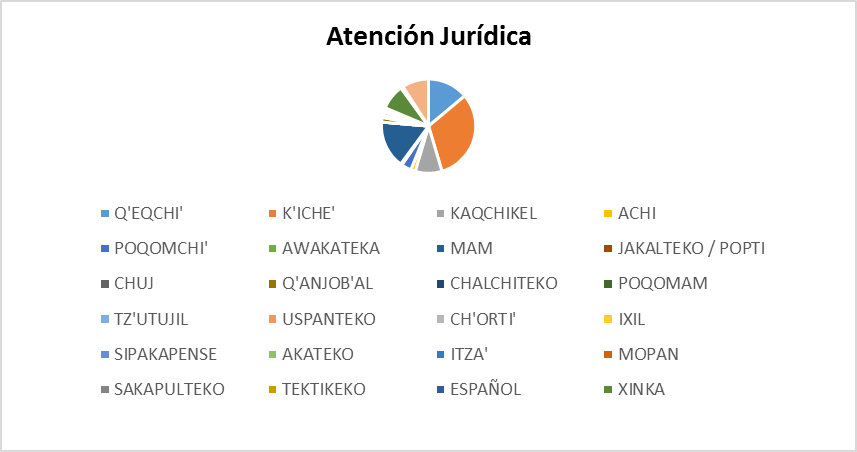 Atención Jurídica
Q'EQCHI' K'ICHE' KAQCHIKEL ACHI
POQOMCHI' AWAKATEKA MAM JAKALTEKO / POPTI
CHUJ Q'ANJOB'AL CHALCHITEKO POQOMAM
TZ'UTUJIL USPANTEKO CH'ORTI' IXIL
SIPAKAPENSE AKATEKO ITZA' MOPAN
SAKAPULTEKO TEKTIKEKO ESPAÑOL XINKA